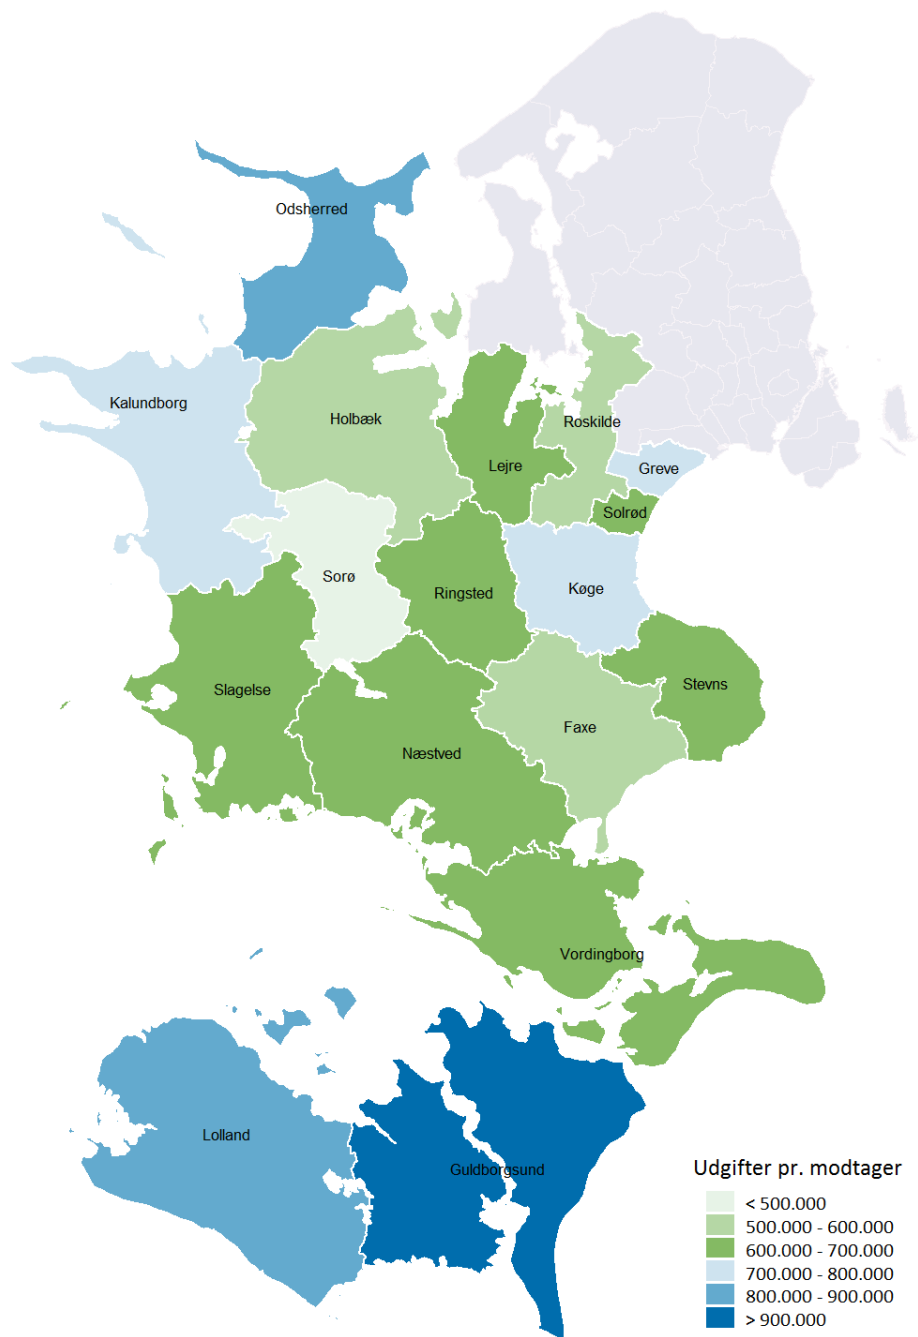 Odsherred
Kalundborg
Holbæk
Roskilde
Lejre
Greve
Solrød
Sorø
Ringsted
Køge
Slagelse
Stevns
Faxe
Næstved
Vordingborg
Lolland
Guldborgsund
Udgifter pr. modtager
< 500.000
500.000 - 600.000
600.000 - 700.000
700.000 - 800.000
800.000 - 900.000
> 900.000